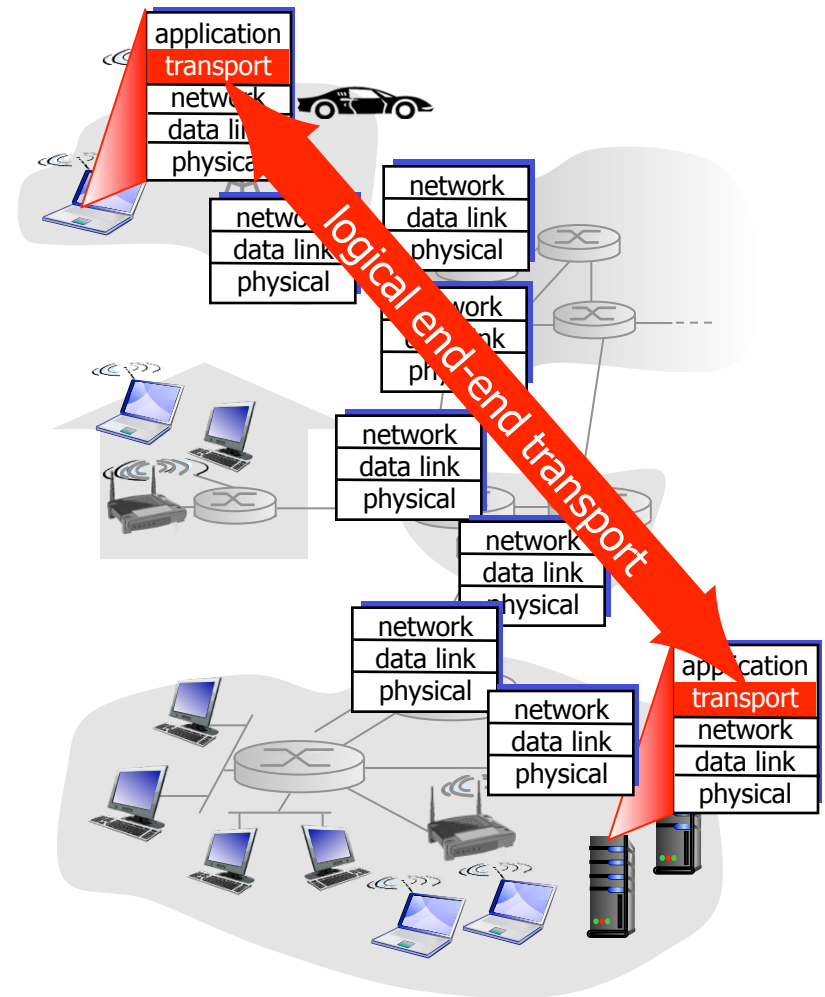 application
transport
network
data link
physical
network
data link
physical
network
data link
physical
network
data link
physical
logical end-end transport
network
data link
physical
network
data link
physical
network
data link
physical
network
data link
physical
application
transport
network
data link
physical